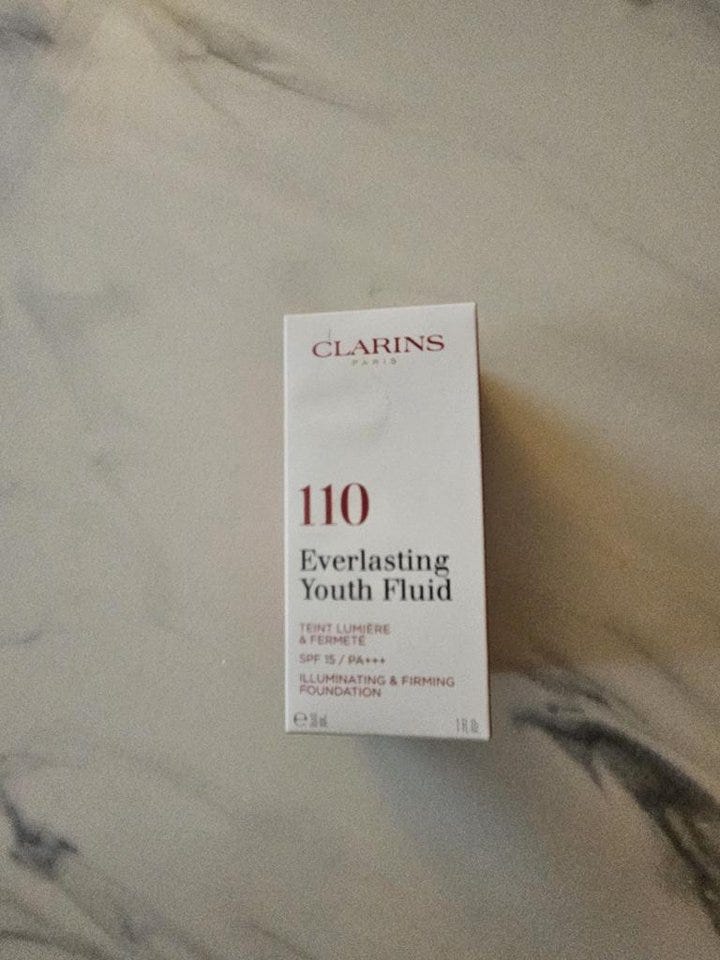 CLARINS
PARIS
110
Everlasting
Youth Fluid
TEINT LUMIÈRE
& FERMETÉ
SPF 15 / PA+++
ILLUMINATING & FIRMING
FOUNDATION
℮ 30 mL
1 FL Oz